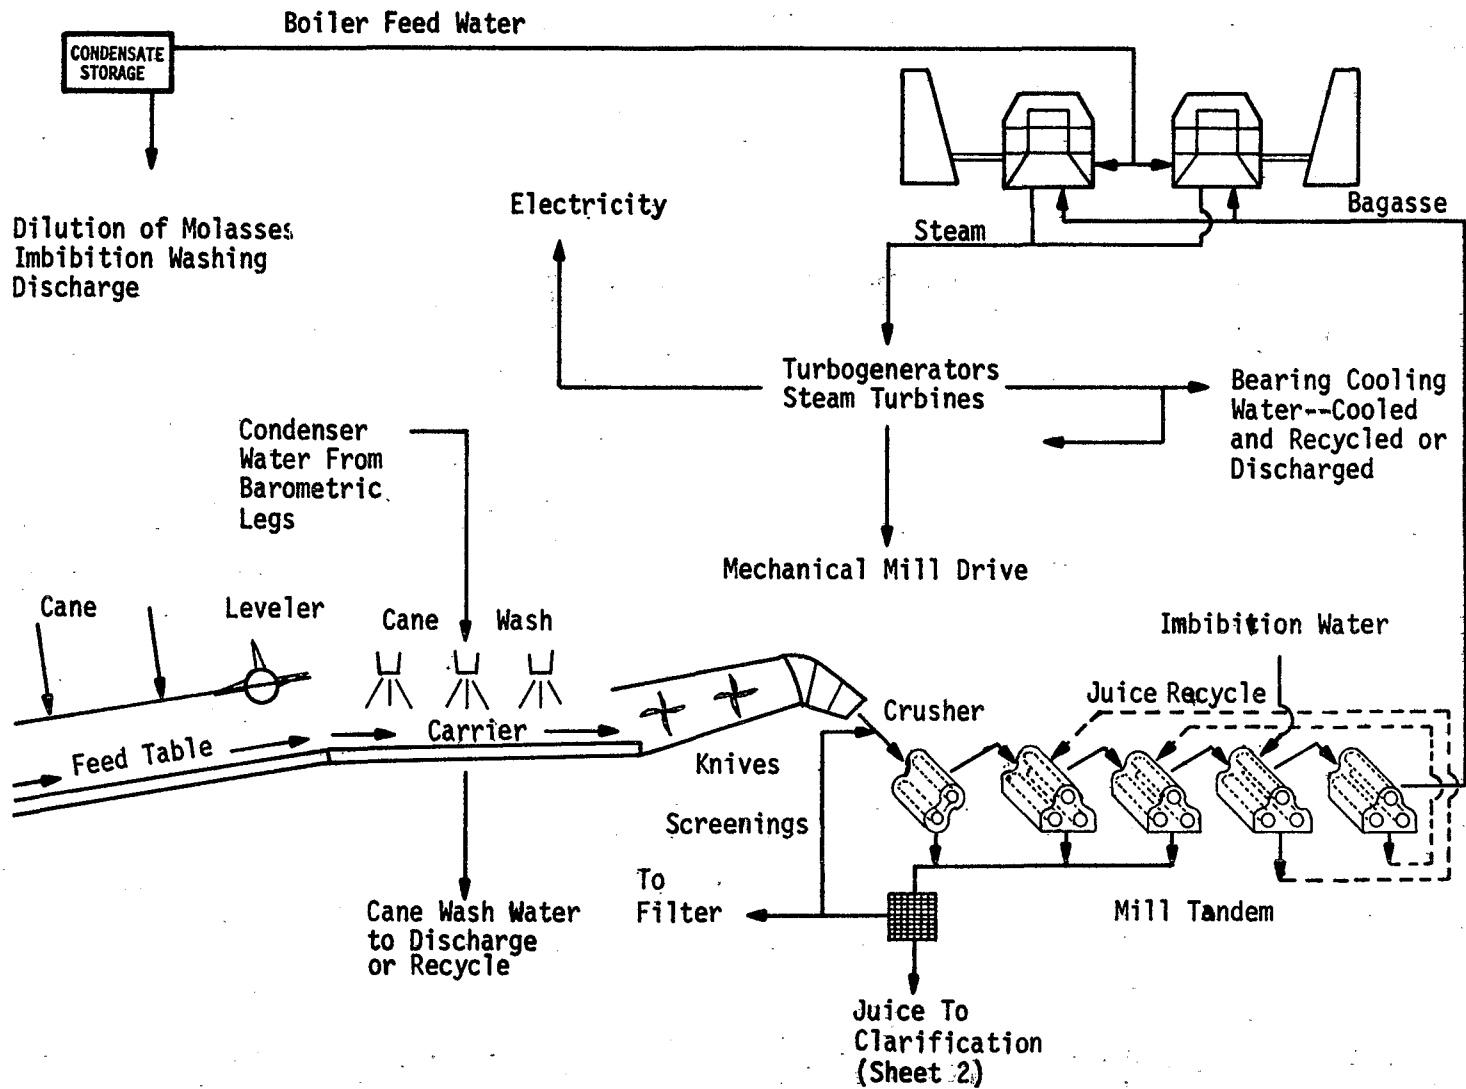 Boiler Feed Water
CONDENSATE
STORAGE
Dilution of Molasses
Imbibition Washing
Discharge
Electricity
Steam
Bagasse
Turbogenerators
Steam Turbines
Bearing Cooling
Water--Cooled
and Recycled or
Discharged
Condenser
Water From
Barometric
Legs
Mechanical Mill Drive
Cane
Leveler
Cane Wash
Imbibition Water
Juice Recycle
Crusher
Carrier
Feed Table
Knives
Screenings
To
Filter
Mill Tandem
Cane Wash Water
to Discharge
or Recycle
Juice To
Clarification
(Sheet 2)